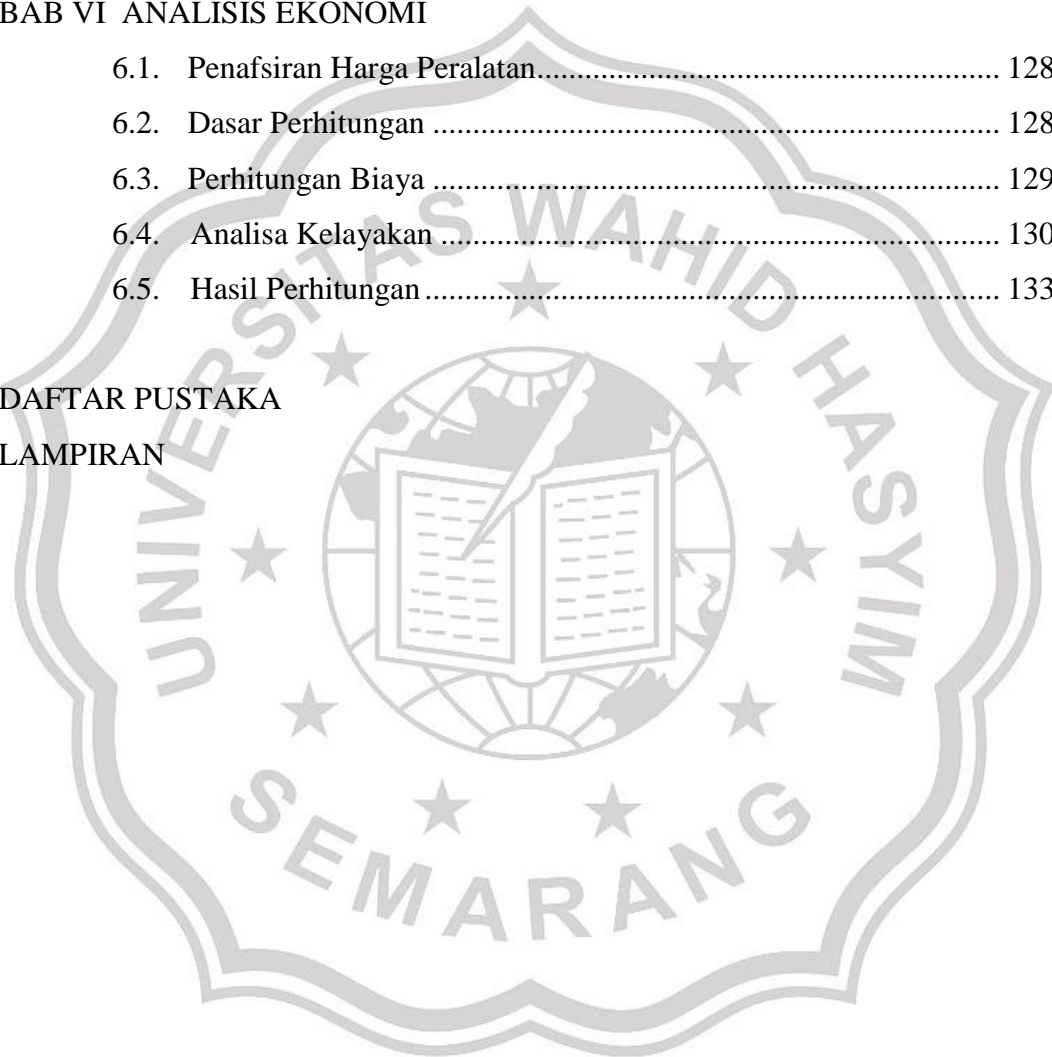 BAB VI ANALISIS EKONOMI
6.1. Penafsiran Harga Peralatan............................................................ 128
6.2. Dasar Perhitungan ......................................................................... 128
6.3. Perhitungan Biaya ......................................................................... 129
6.4. Analisa Kelayakan ........................................................................ 130
6.5. Hasil Perhitungan .......................................................................... 133
DAFTAR PUSTAKA
LAMPIRAN
UNIVERSITAS WAHID HASYIM
SEMARANG